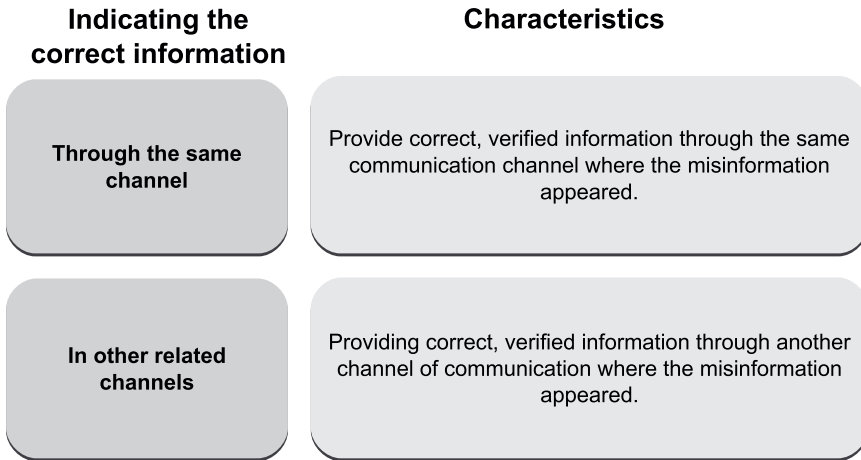 Indicating the
correct information
Characteristics
Through the same
channel
Provide correct, verified information through the same
communication channel where the misinformation
appeared.
In other related
channels
Providing correct, verified information through another
channel of communication where the misinformation
appeared.